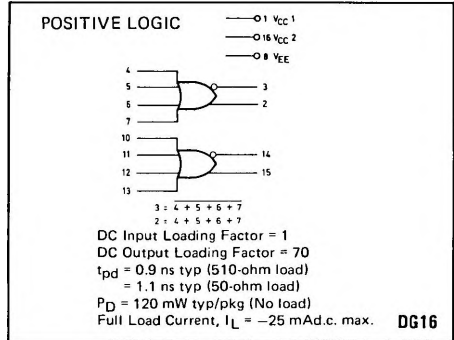 POSITIVE LOGIC
1 VCC 1
16 VCC 2
8 VEE
4
5
6
7
3
2
10
11
12
13
14
15
3 = 4 + 5 + 6 + 7
2 = 4 + 5 + 6 + 7
DC Input Loading Factor = 1
DC Output Loading Factor = 70
tpd = 0.9 ns typ (510-ohm load)
= 1.1 ns typ (50-ohm load)
PD = 120 mW typ/pkg (No load)
Full Load Current, IL = −25 mAd.c. max.
DG16